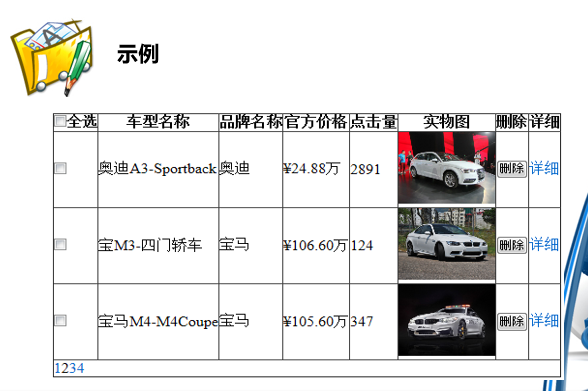 示例
全选 车型名称 品牌名称 官方价格 点击量 实物图 删除 详细
奥迪A3-Sportback 奥迪 ¥24.88万 2891 删除 详细
宝M3-四门轿车 宝马 ¥106.60万 124 删除 详细
宝马M4-M4Coupe 宝马 ¥105.60万 347 删除 详细
1234